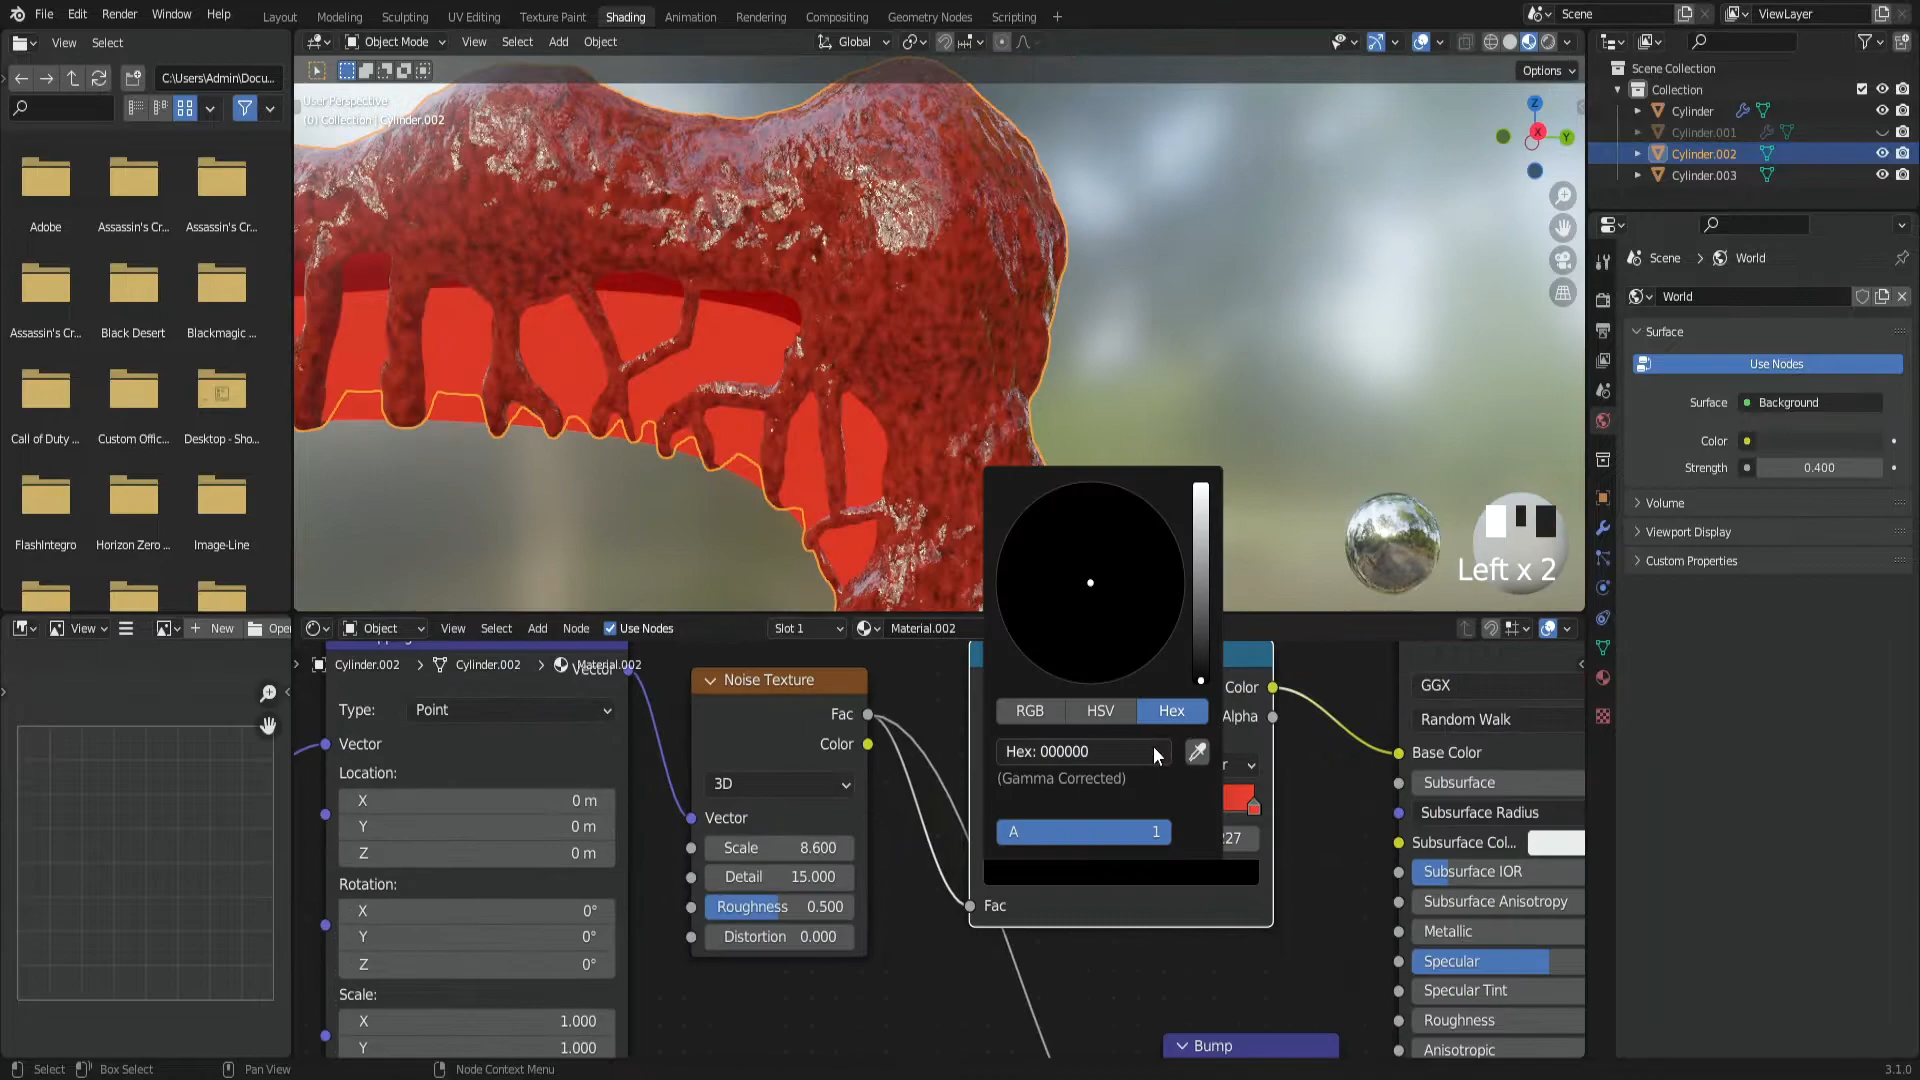 File Edit Render Window Help
Layout Modeling Sculpting UV Editing Texture Paint Shading Animation Rendering Compositing Geometry Nodes Scripting +
Scene
ViewLayer
View Select
Object Mode View Select Add Object
Global
Options
C:\Users\Admin\Docu...
User Perspective
(0) Collection | Cylinder.002
Z
X
Y
Adobe
Assassin's Cr...
Assassin's Cr...
Assassin's Cr...
Black Desert
Blackmagic ...
Call of Duty ...
Custom Offic...
Desktop - Sho...
FlashIntegro
Horizon Zero ...
Image-Line
Left x 2
Scene Collection
Collection
Cylinder
Cylinder.001
Cylinder.002
Cylinder.003
Scene > World
World
Surface
Use Nodes
Surface Background
Color
Strength 0.400
Volume
Viewport Display
Custom Properties
View
New
Open
Object View Select Add Node Use Nodes Slot 1 Material.002
Cylinder.002 > Cylinder.002 > Material.002
Vector
Type: Point
Vector
Location:
X 0 m
Y 0 m
Z 0 m
Rotation:
X 0°
Y 0°
Z 0°
Scale:
X 1.000
Y 1.000
Noise Texture
Fac
Color
3D
Vector
Scale 8.600
Detail 15.000
Roughness 0.500
Distortion 0.000
RGB HSV Hex
Hex: 000000
(Gamma Corrected)
A 1
Color
Alpha
Fac
Bump
GGX
Random Walk
Base Color
Subsurface
Subsurface Radius
Subsurface Col...
Subsurface IOR
Subsurface Anisotropy
Metallic
Specular
Specular Tint
Roughness
Anisotropic
Select Box Select Pan View Node Context Menu
3.1.0